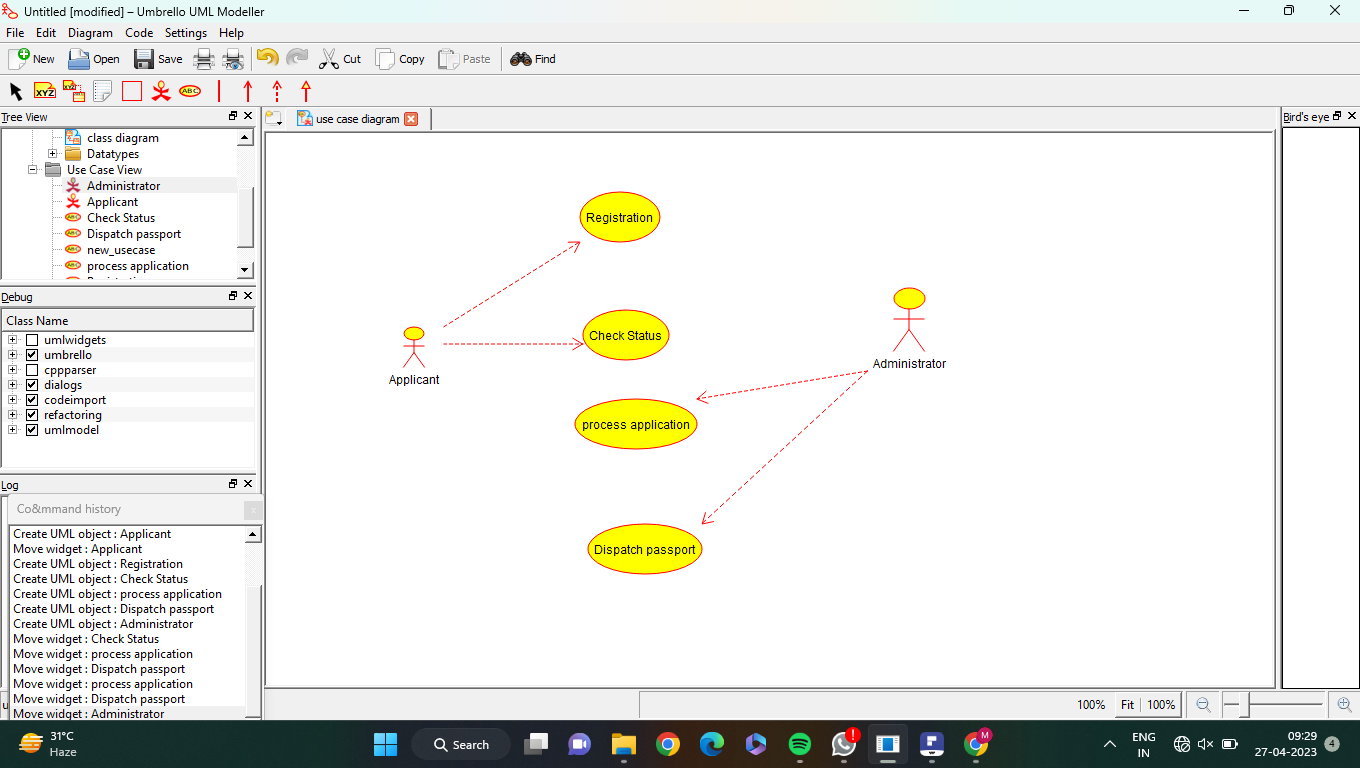 Untitled [modified] – Umbrello UML Modeller
File Edit Diagram Code Settings Help
New Open Save Cut Copy Paste Find
XYZ XYZ ABC
Tree View
use case diagram
Bird's eye
class diagram
Datatypes
Use Case View
Administrator
Applicant
Check Status
Dispatch passport
new_usecase
process application
Debug
Class Name
umlwidgets
umbrello
cppparser
dialogs
codeimport
refactoring
umlmodel
Log
Co&mmand history
Create UML object : Applicant
Move widget : Applicant
Create UML object : Registration
Create UML object : Check Status
Create UML object : process application
Create UML object : Dispatch passport
Create UML object : Administrator
Move widget : Check Status
Move widget : process application
Move widget : Dispatch passport
Move widget : process application
Move widget : Dispatch passport
Move widget : Administrator
Registration
Check Status
Applicant
Administrator
process application
Dispatch passport
100% Fit 100%
31°C
Haze
Search
M
ENG
IN
09:29
27-04-2023
4